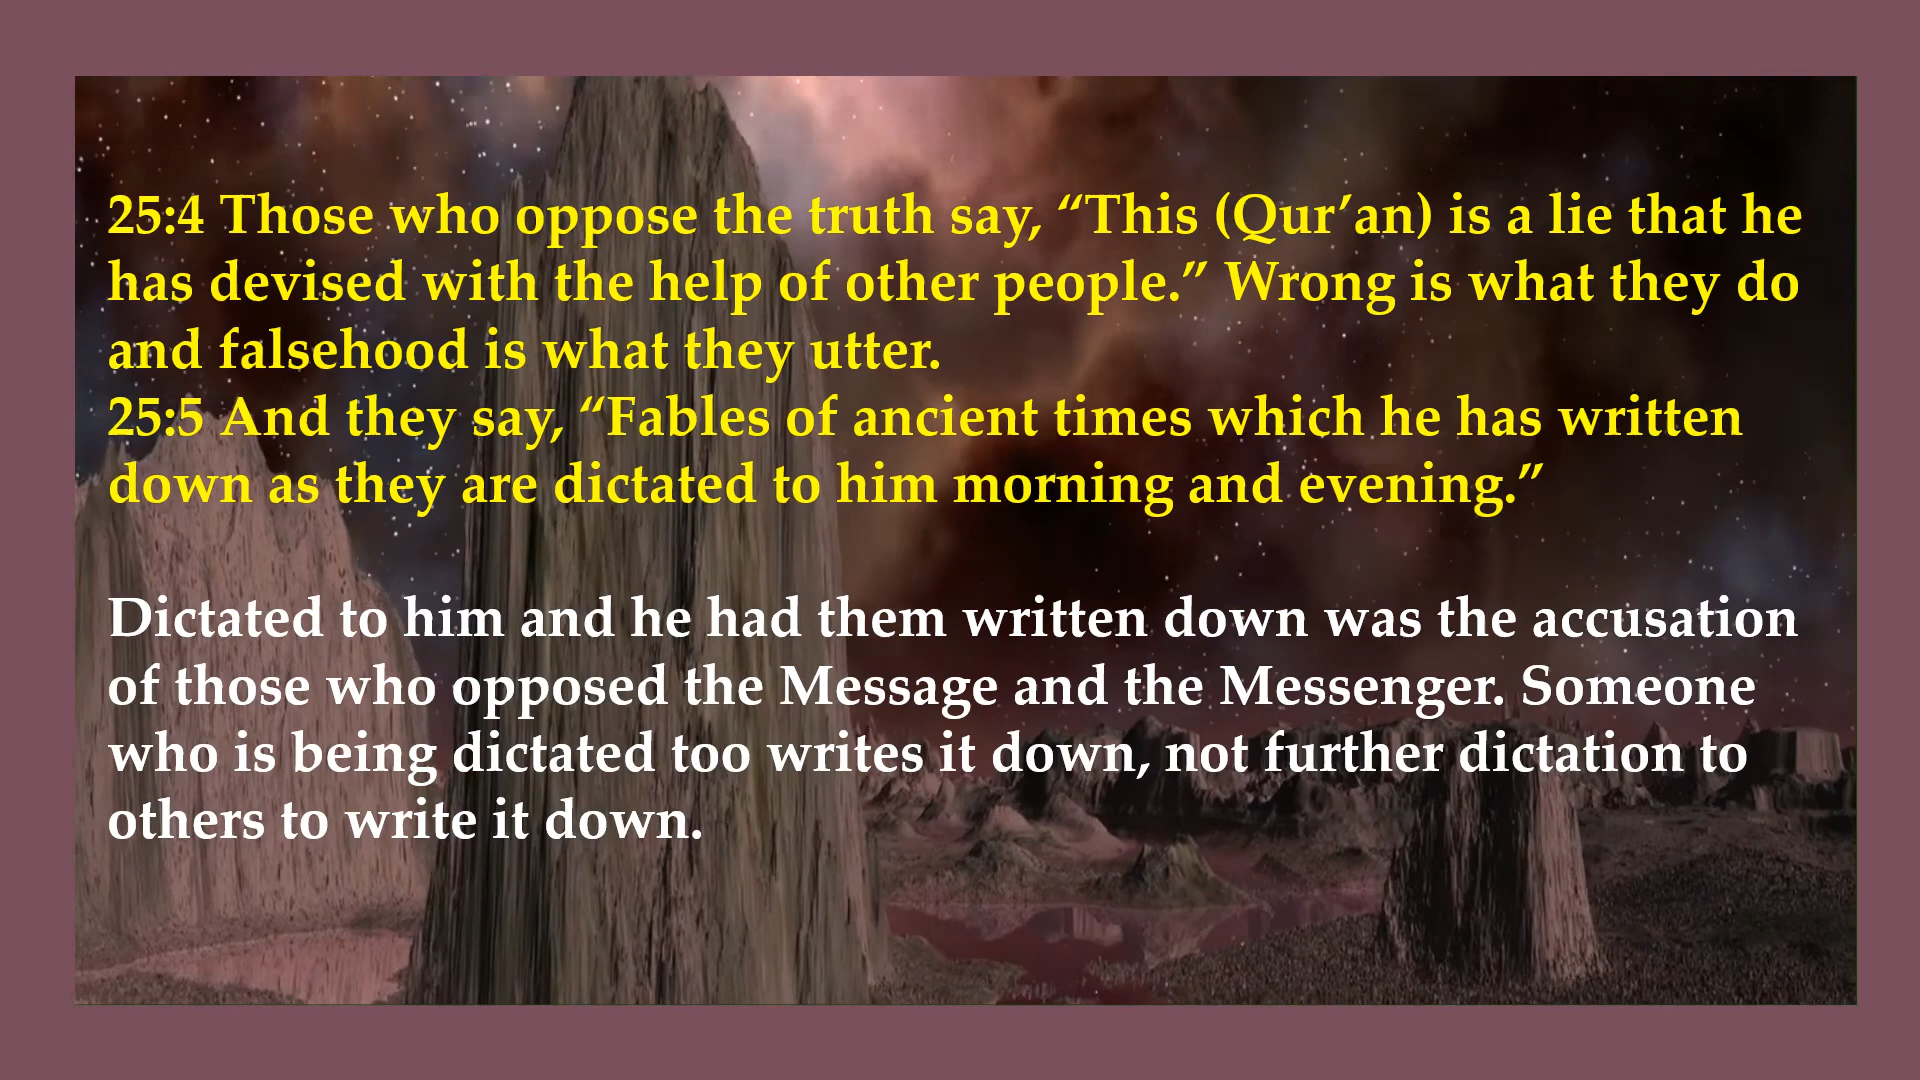 25:4 Those who oppose the truth say, “This (Qur’an) is a lie that he
has devised with the help of other people.” Wrong is what they do
and falsehood is what they utter.
25:5 And they say, “Fables of ancient times which he has written
down as they are dictated to him morning and evening.”
Dictated to him and he had them written down was the accusation
of those who opposed the Message and the Messenger. Someone
who is being dictated too writes it down, not further dictation to
others to write it down.